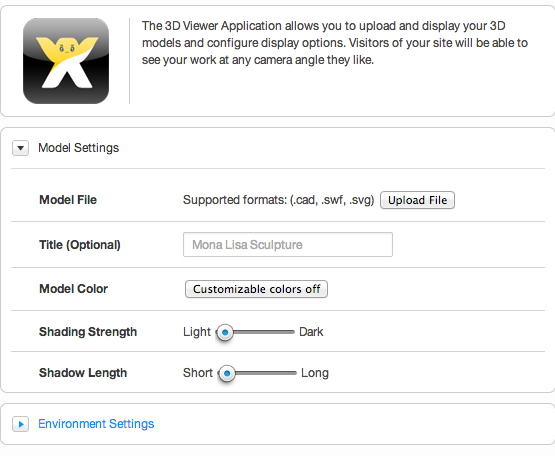 The 3D Viewer Application allows you to upload and display your 3D
models and configure display options. Visitors of your site will be able to
see your work at any camera angle they like.
Model Settings
Model File Supported formats: (.cad, .swf, .svg) Upload File
Title (Optional) Mona Lisa Sculpture
Model Color Customizable colors off
Shading Strength Light Dark
Shadow Length Short Long
Environment Settings